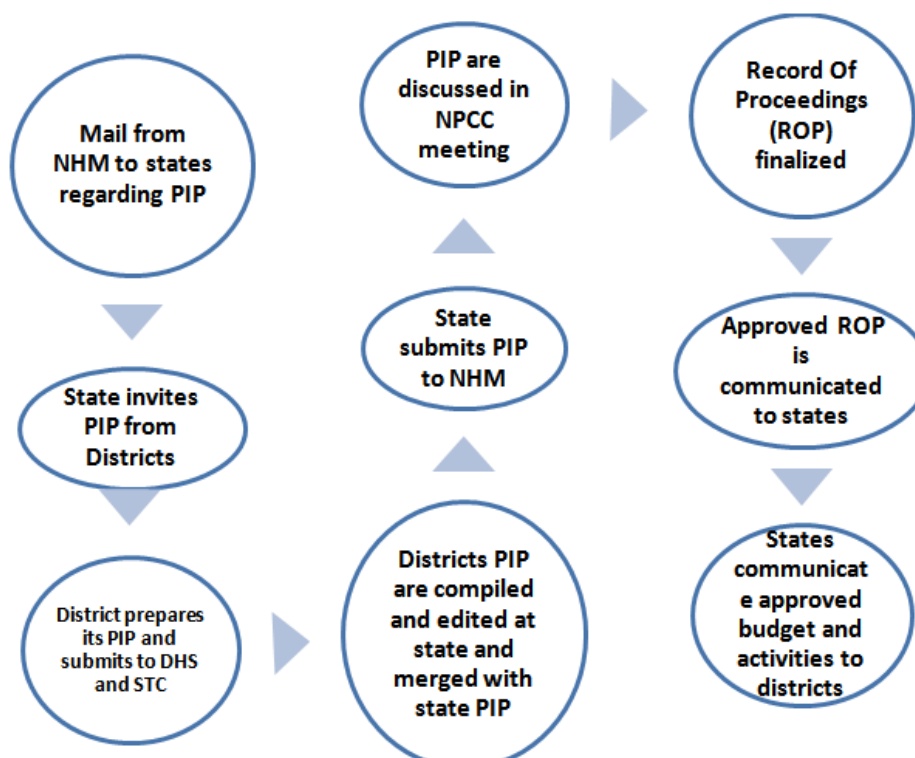 Mail from
NHM to states
regarding PIP
State invites
PIP from
Districts
District prepares
its PIP and
submits to DHS
and STC
Districts PIP
are compiled
and edited at
state and
merged with
state PIP
State
submits PIP
to NHM
PIP are
discussed in
NPCC
meeting
Record Of
Proceedings
(ROP)
finalized
Approved ROP
is
communicated
to states
States
communicat
e approved
budget and
activities to
districts